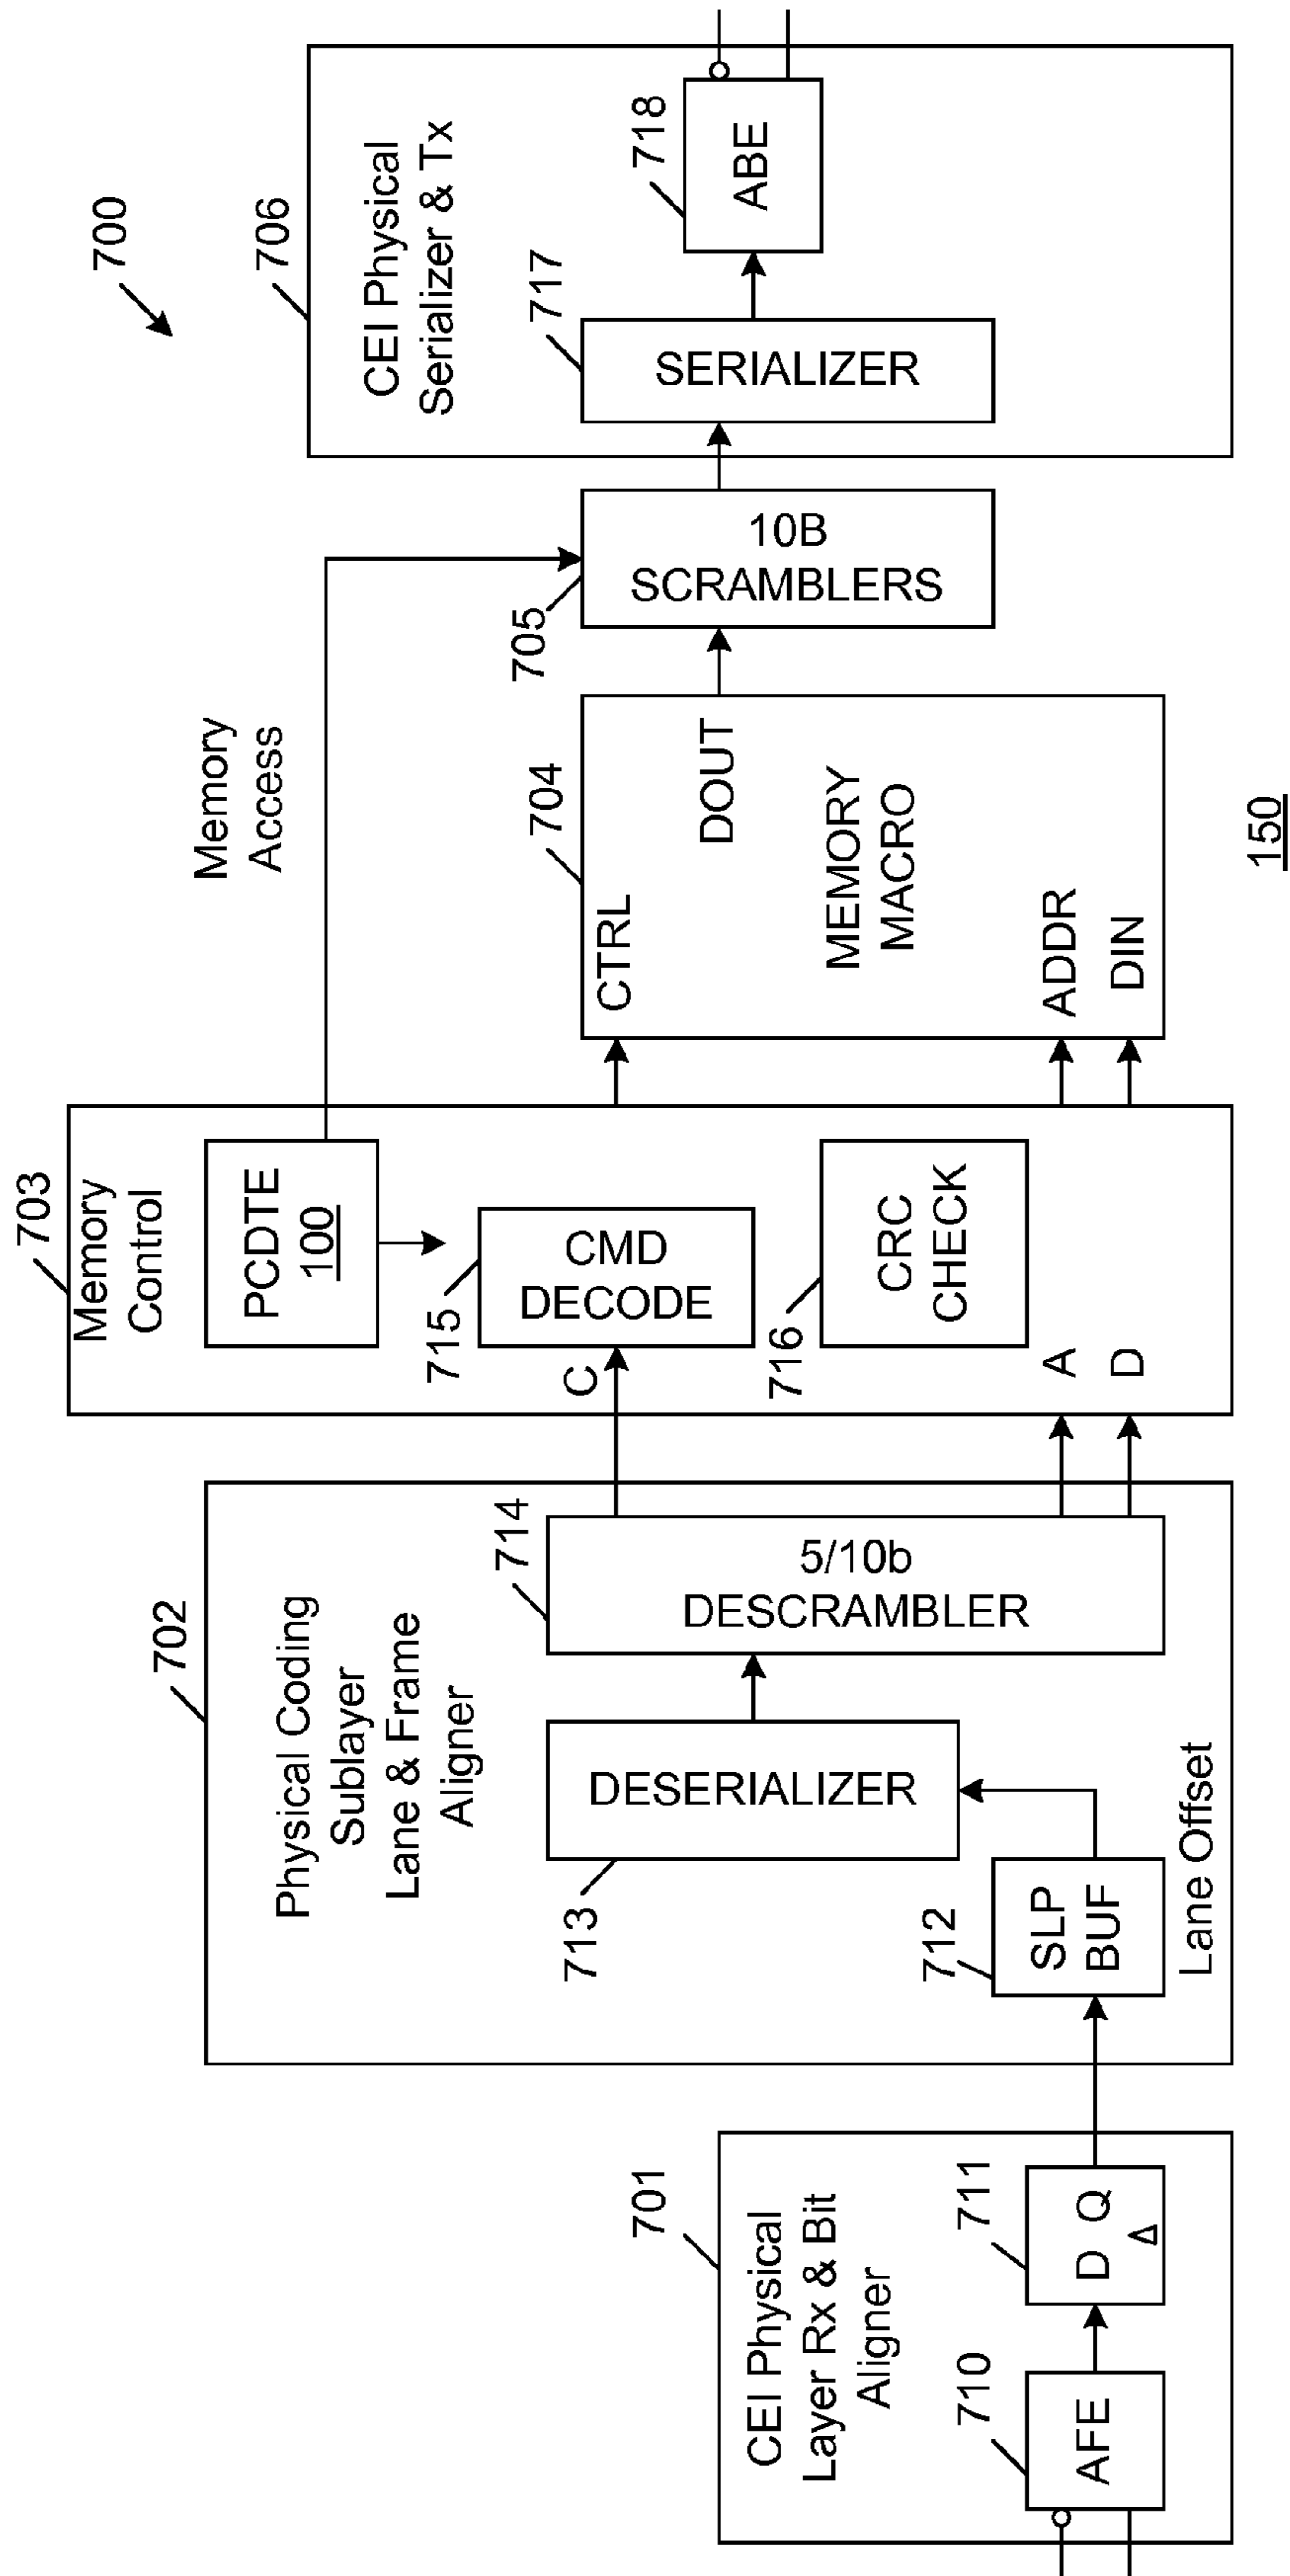 700
701
CEI Physical
Layer Rx & Bit
Aligner
710
AFE
711
D Q
Δ
702
Physical Coding
Sublayer
Lane & Frame
Aligner
712
SLP
BUF
Lane Offset
713
DESERIALIZER
714
5/10b
DESCRAMBLER
703
Memory
Control
PCDTE
100
715
C
CMD
DECODE
716
CRC
CHECK
A
D
Memory
Access
704
CTRL
DOUT
MEMORY
MACRO
ADDR
DIN
705
10B
SCRAMBLERS
706
CEI Physical
Serializer & Tx
717
SERIALIZER
718
ABE
150